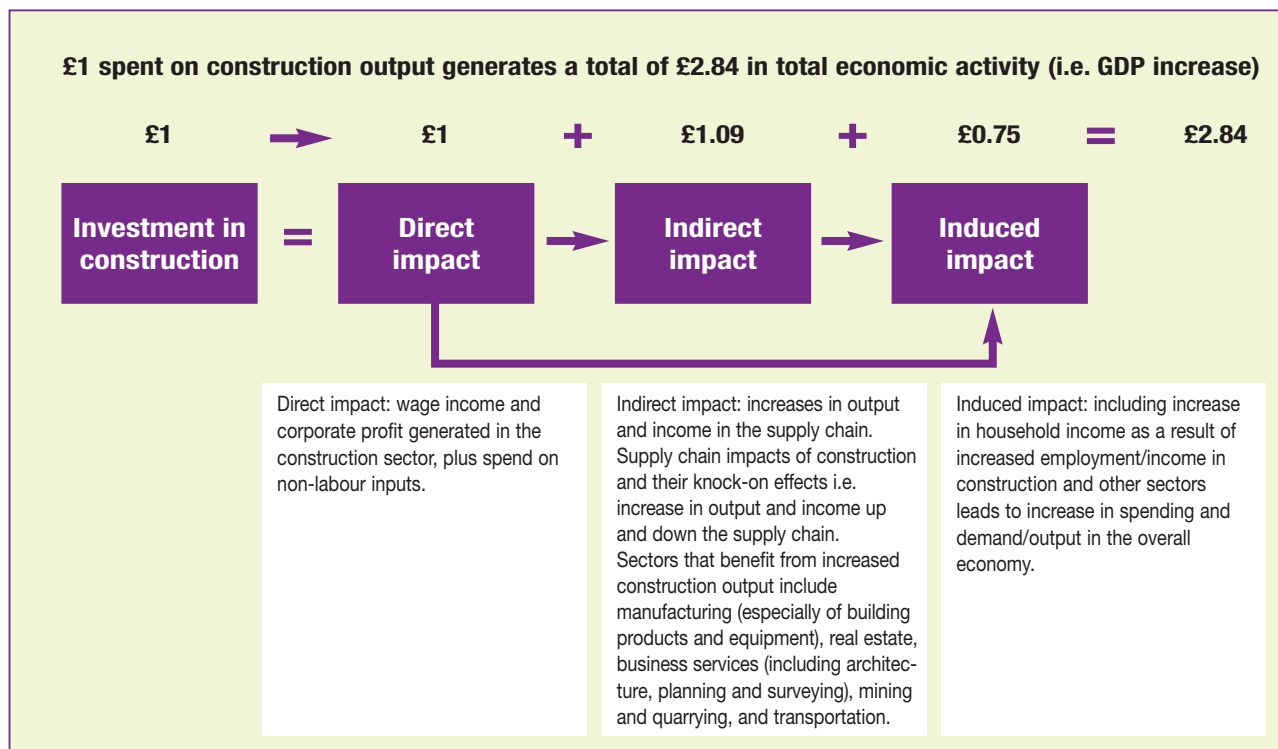 £1 spent on construction output generates a total of £2.84 in total economic activity (i.e. GDP increase)
£1 £1 + £1.09 + £0.75 = £2.84
Investment in
construction
=
Direct
impact
Indirect
impact
Induced
impact
Direct impact: wage income and
corporate profit generated in the
construction sector, plus spend on
non-labour inputs.
Indirect impact: increases in output
and income in the supply chain.
Supply chain impacts of construction
and their knock-on effects i.e.
increase in output and income up
and down the supply chain.
Sectors that benefit from increased
construction output include
manufacturing (especially of building
products and equipment), real estate,
business services (including architec-
ture, planning and surveying), mining
and quarrying, and transportation.
Induced impact: including increase
in household income as a result of
increased employment/income in
construction and other sectors
leads to increase in spending and
demand/output in the overall
economy.